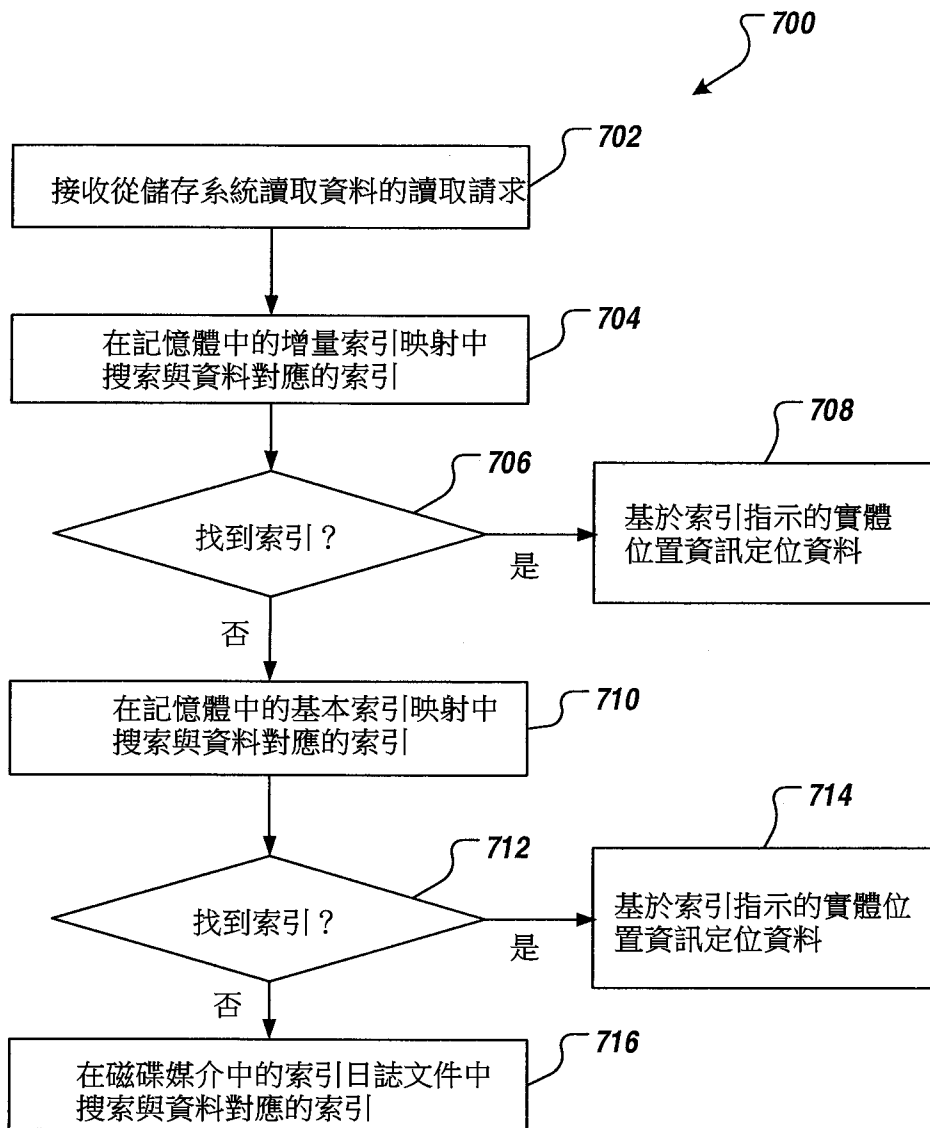 700
702
接收從儲存系統讀取資料的讀取請求
704
在記憶體中的增量索引映射中
搜索與資料對應的索引
706
找到索引?
是
708
基於索引指示的實體
位置資訊定位資料
否
710
在記憶體中的基本索引映射中
搜索與資料對應的索引
712
找到索引?
是
714
基於索引指示的實體位
置資訊定位資料
否
716
在磁碟媒介中的索引日誌文件中
搜索與資料對應的索引